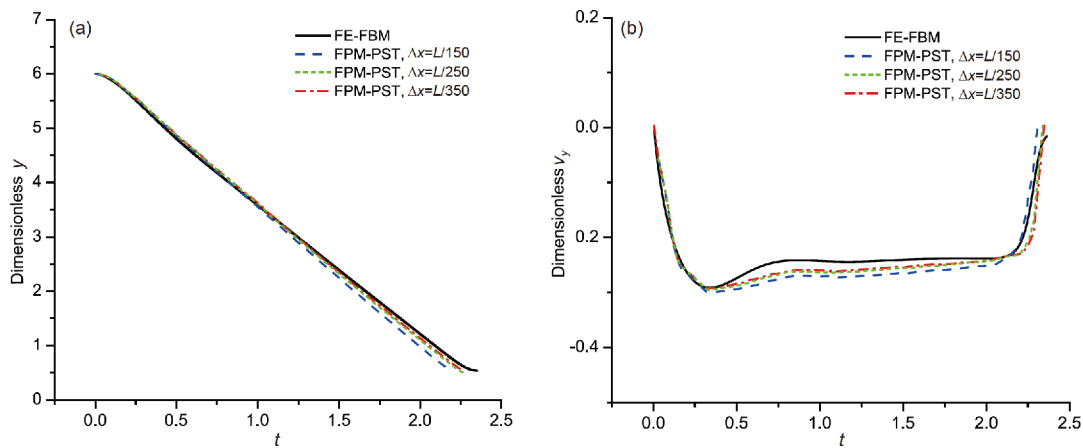 (a)
FE-FBM
FPM-PST, Δx=L/150
FPM-PST, Δx=L/250
FPM-PST, Δx=L/350
Dimensionless y
7
6
5
4
3
2
1
0
0.0 0.5 1.0 1.5 2.0 2.5
t
(b)
FE-FBM
FPM-PST, Δx=L/150
FPM-PST, Δx=L/250
FPM-PST, Δx=L/350
Dimensionless vy
0.2
0.0
0.2
-0.4
0.0 0.5 1.0 1.5 2.0 2.5
t